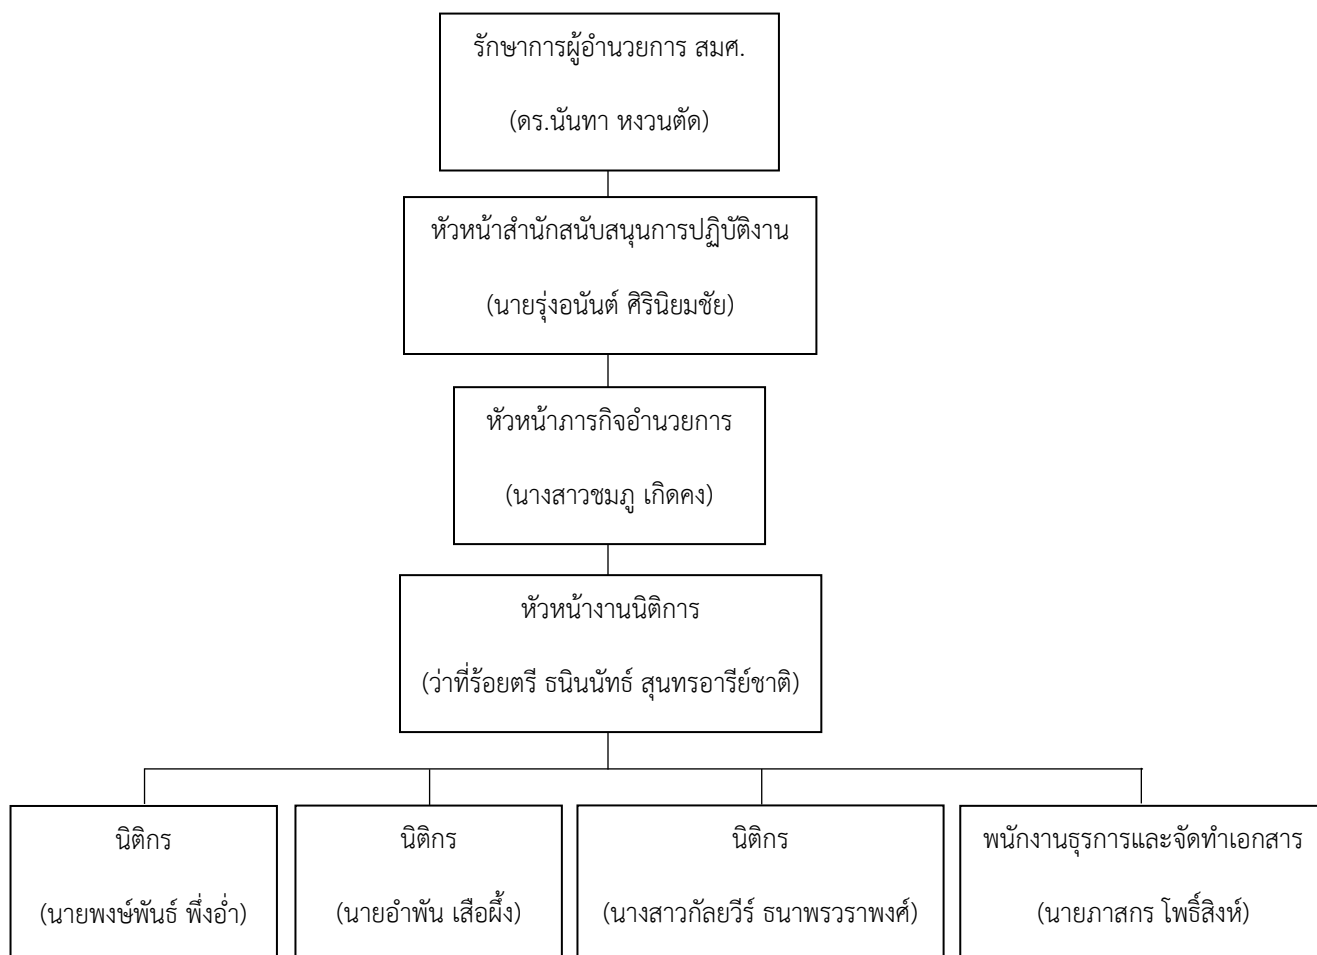 รักษาการผู้อำนวยการ สมศ.
(ดร.นันทา หงวนตัด)
หัวหน้าสำนักสนับสนุนการปฏิบัติงาน
(นายรุ่งอนันต์ ศิรินิยมชัย)
หัวหน้าภารกิจอำนวยการ
(นางสาวชมภู เกิดคง)
หัวหน้างานนิติการ
(ว่าที่ร้อยตรี ธนินนัทธ์ สุนทรอารีย์ชาติ)
นิติกร
(นายพงษ์พันธ์ พึ่งอ่ำ)
นิติกร
(นายอำพัน เสือผึ้ง)
นิติกร
(นางสาวกัลยวีร์ ธนาพรวราพงศ์)
พนักงานธุรการและจัดทำเอกสาร
(นายภาสกร โพธิ์สิงห์)